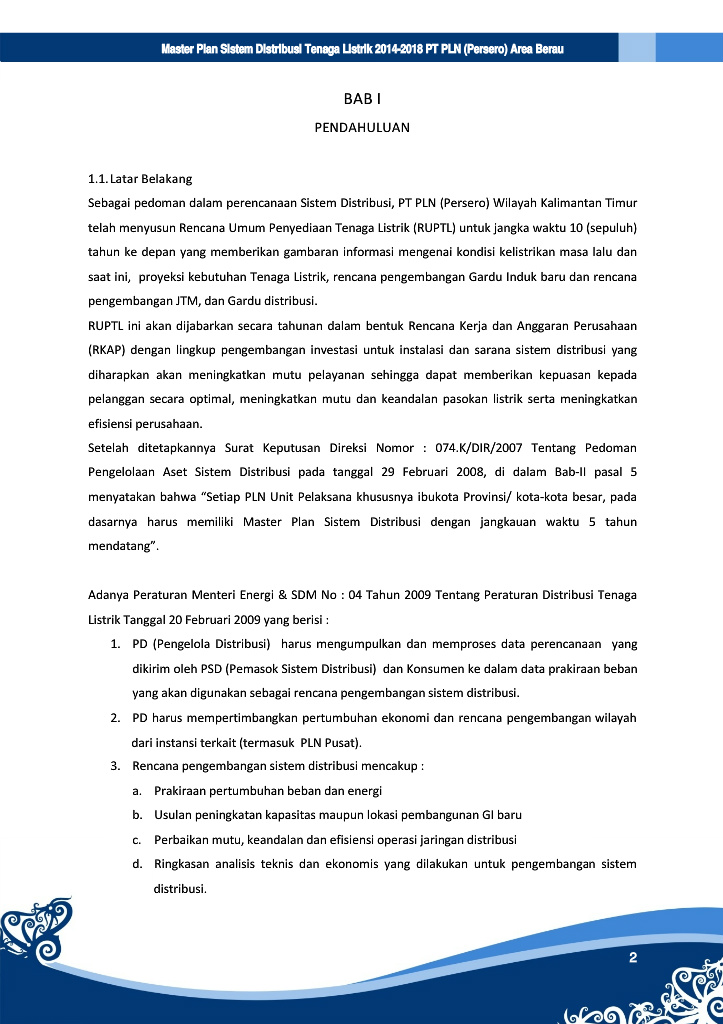 Master Plan Sistem Distribusi Tenaga Listrik 2014-2018 PT PLN (Persero) Area Berau
BAB I
PENDAHULUAN
1.1. Latar Belakang
Sebagai pedoman dalam perencanaan Sistem Distribusi, PT PLN (Persero) Wilayah Kalimantan Timur
telah menyusun Rencana Umum Penyediaan Tenaga Listrik (RUPTL) untuk jangka waktu 10 (sepuluh)
tahun ke depan yang memberikan gambaran informasi mengenai kondisi kelistrikan masa lalu dan
saat ini, proyeksi kebutuhan Tenaga Listrik, rencana pengembangan Gardu Induk baru dan rencana
pengembangan JTM, dan Gardu distribusi.
RUPTL ini akan dijabarkan secara tahunan dalam bentuk Rencana Kerja dan Anggaran Perusahaan
(RKAP) dengan lingkup pengembangan investasi untuk instalasi dan sarana sistem distribusi yang
diharapkan akan meningkatkan mutu pelayanan sehingga dapat memberikan kepuasan kepada
pelanggan secara optimal, meningkatkan mutu dan keandalan pasokan listrik serta meningkatkan
efisiensi perusahaan.
Setelah ditetapkannya Surat Keputusan Direksi Nomor : 074.K/DIR/2007 Tentang Pedoman
Pengelolaan Aset Sistem Distribusi pada tanggal 29 Februari 2008, di dalam Bab-II pasal 5
menyatakan bahwa “Setiap PLN Unit Pelaksana khususnya ibukota Provinsi/ kota-kota besar, pada
dasarnya harus memiliki Master Plan Sistem Distribusi dengan jangkauan waktu 5 tahun
mendatang”.
Adanya Peraturan Menteri Energi & SDM No : 04 Tahun 2009 Tentang Peraturan Distribusi Tenaga
Listrik Tanggal 20 Februari 2009 yang berisi :
1. PD (Pengelola Distribusi) harus mengumpulkan dan memproses data perencanaan yang
dikirim oleh PSD (Pemasok Sistem Distribusi) dan Konsumen ke dalam data prakiraan beban
yang akan digunakan sebagai rencana pengembangan sistem distribusi.
2. PD harus mempertimbangkan pertumbuhan ekonomi dan rencana pengembangan wilayah
dari instansi terkait (termasuk PLN Pusat).
3. Rencana pengembangan sistem distribusi mencakup :
a. Prakiraan pertumbuhan beban dan energi
b. Usulan peningkatan kapasitas maupun lokasi pembangunan GI baru
c. Perbaikan mutu, keandalan dan efisiensi operasi jaringan distribusi
d. Ringkasan analisis teknis dan ekonomis yang dilakukan untuk pengembangan sistem
distribusi.
2